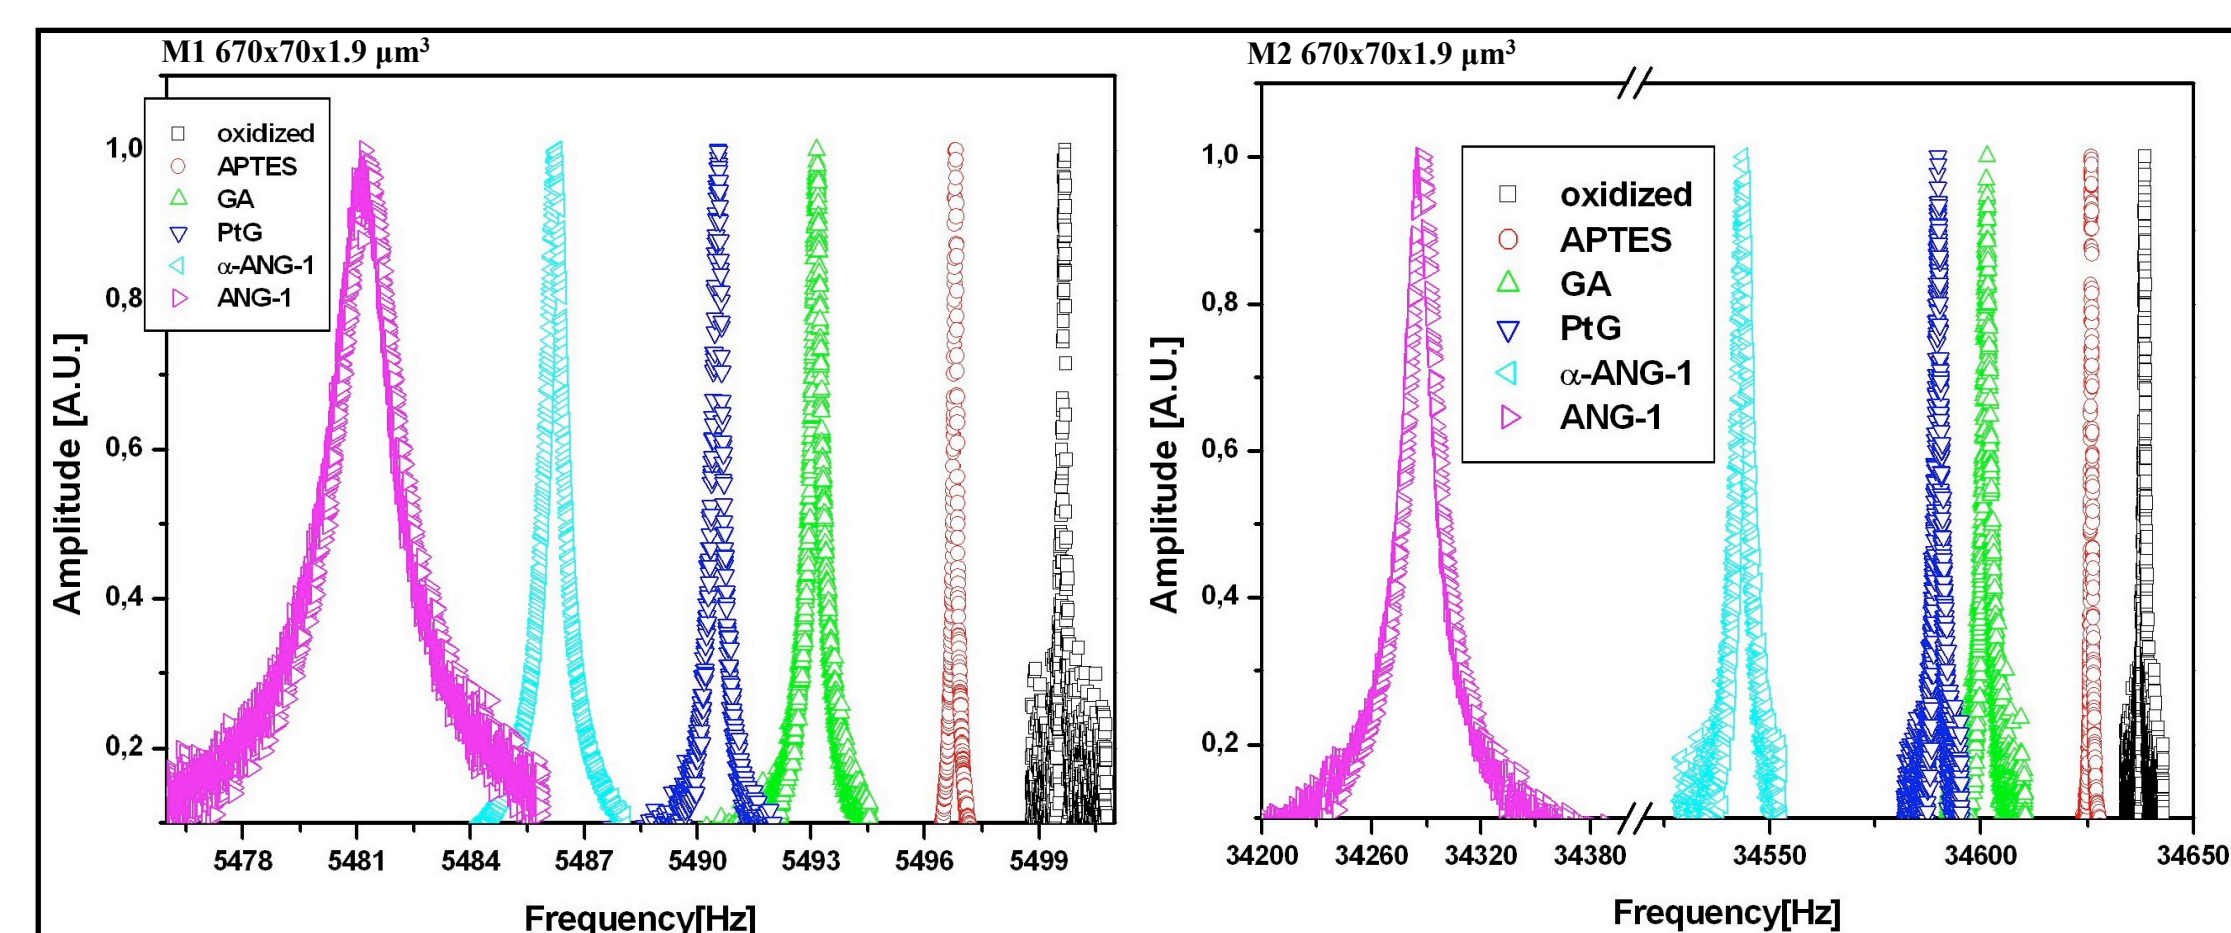 M1 670x70x1.9 µm³
oxidized
APTES
GA
PtG
α-ANG-1
ANG-1
1,0
0,8
0,6
0,4
0,2
Amplitude [A.U.]
5478 5481 5484 5487 5490 5493 5496 5499
Frequency[Hz]
M2 670x70x1.9 µm³
oxidized
APTES
GA
PtG
α-ANG-1
ANG-1
1,0
0,8
0,6
0,4
0,2
Amplitude [A.U.]
34200 34260 34320 34380 34550 34600 34650
Frequency[Hz]